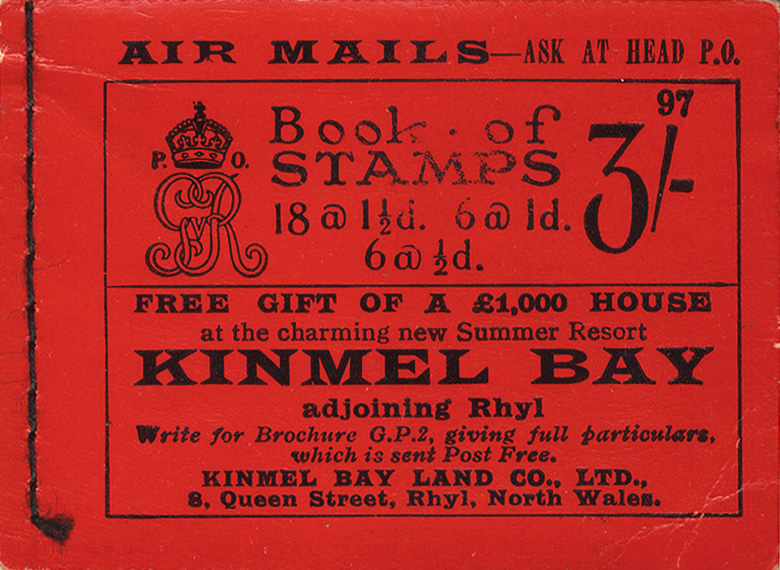 AIR MAILS—ASK AT HEAD P.O.
97
P. O.
GvR
Book of STAMPS
3/-
18 @ 1½d. 6 @ 1d.
6 @ ½d.
FREE GIFT OF A £1,000 HOUSE
at the charming new Summer Resort
KINMEL BAY
adjoining Rhyl
Write for Brochure G.P.2, giving full particulars,
which is sent Post Free.
KINMEL BAY LAND CO., LTD.,
8, Queen Street, Rhyl, North Wales.